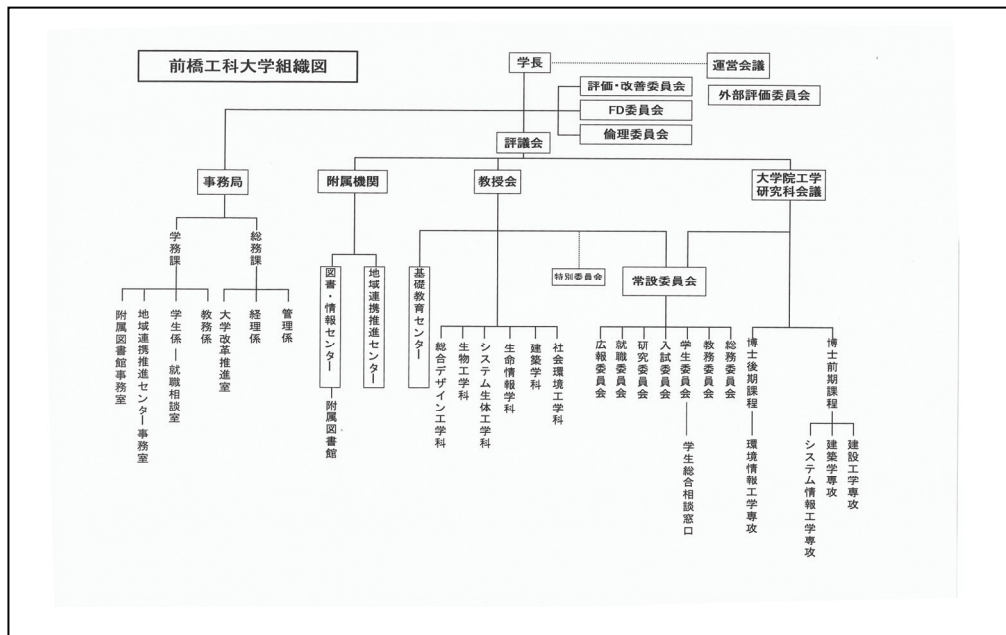 前橋工科大学組織図
学長
運営会議
評価・改善委員会
外部評価委員会
FD委員会
倫理委員会
評議会
事務局
附属機関
教授会
大学院工学
研究科会議
学務課
総務課
附属図書館事務室
地域連携推進センター事務室
学生係
就職相談室
教務係
大学改革推進室
経理係
管理係
図書・情報センター
附属図書館
地域連携推進センター
基礎教育センター
特別委員会
常設委員会
総合デザイン工学科
生物工学科
システム生体工学科
生命情報学科
建築学科
社会環境工学科
広報委員会
就職委員会
研究委員会
入試委員会
学生委員会
学生総合相談窓口
教務委員会
総務委員会
博士後期課程
環境情報工学専攻
博士前期課程
システム情報工学専攻
建築学専攻
建設工学専攻